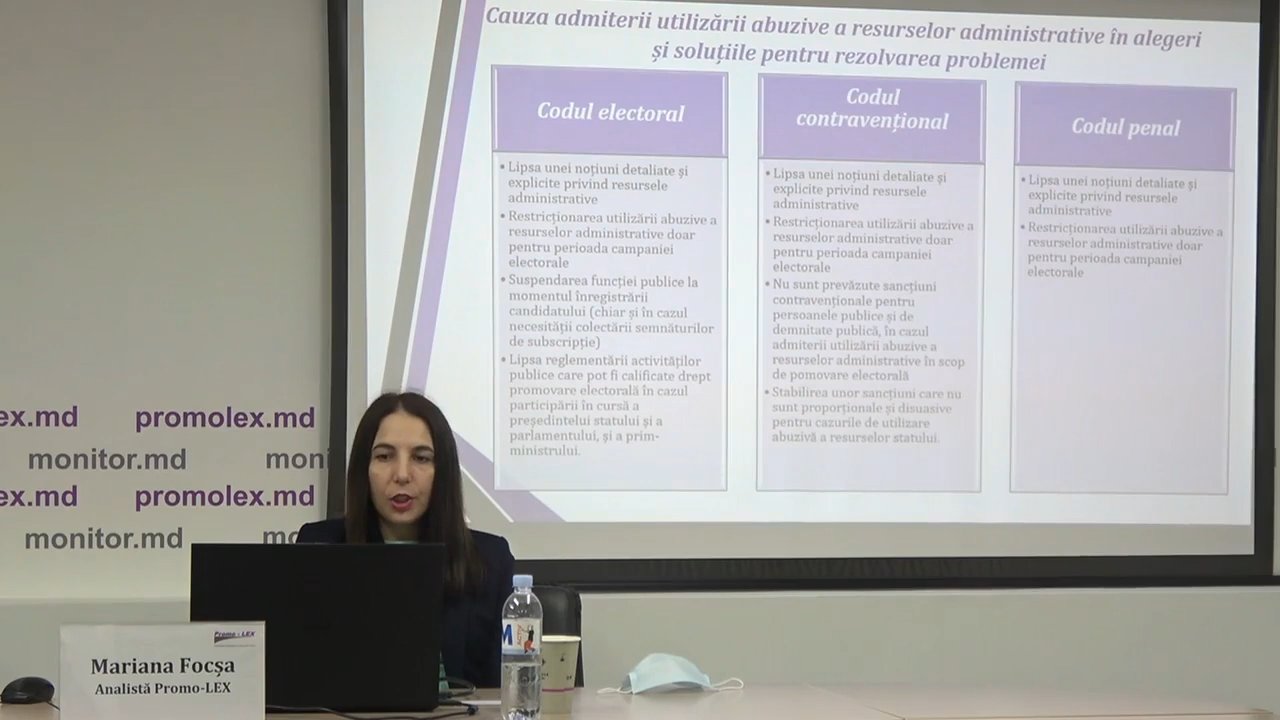 Cauza admiterii utilizării abuzive a resurselor administrative în alegeri
și soluțiile pentru rezolvarea problemei
Codul electoral
• Lipsa unei noțiuni detaliate și
explicite privind resursele
administrative
• Restricționarea utilizării abuzive a
resurselor administrative doar
pentru perioada campaniei
electorale
• Suspendarea funcției publice la
momentul înregistrării
candidatului (chiar și în cazul
necesității colectării semnăturilor
de subscripție)
• Lipsa reglementării activităților
publice care pot fi calificate drept
promovare electorală în cazul
participării în cursă a
președintelui statului și a
parlamentului, și a prim-
ministrului.
Codul
contravențional
• Lipsa unei noțiuni detaliate și
explicite privind resursele
administrative
• Restricționarea utilizării abuzive a
resurselor administrative doar
pentru perioada campaniei
electorale
• Nu sunt prevăzute sancțiuni
contravenționale pentru
persoanele publice și de
demnitate publică, în cazul
admiterii utilizării abuzive a
resurselor administrative în scop
de pomovare electorală
• Stabilirea unor sancțiuni care nu
sunt proporționale și disuasive
pentru cazurile de utilizare
abuzivă a resurselor statului.
Codul penal
• Lipsa unei noțiuni detaliate și
explicite privind resursele
administrative
• Restricționarea utilizării abuzive a
resurselor administrative doar
pentru perioada campaniei
electorale
ex.md promolex.md
monitor.md moni
ex.md promolex.md
monitor.md mo
Promo-LEX
Mariana Focșa
Analistă Promo-LEX